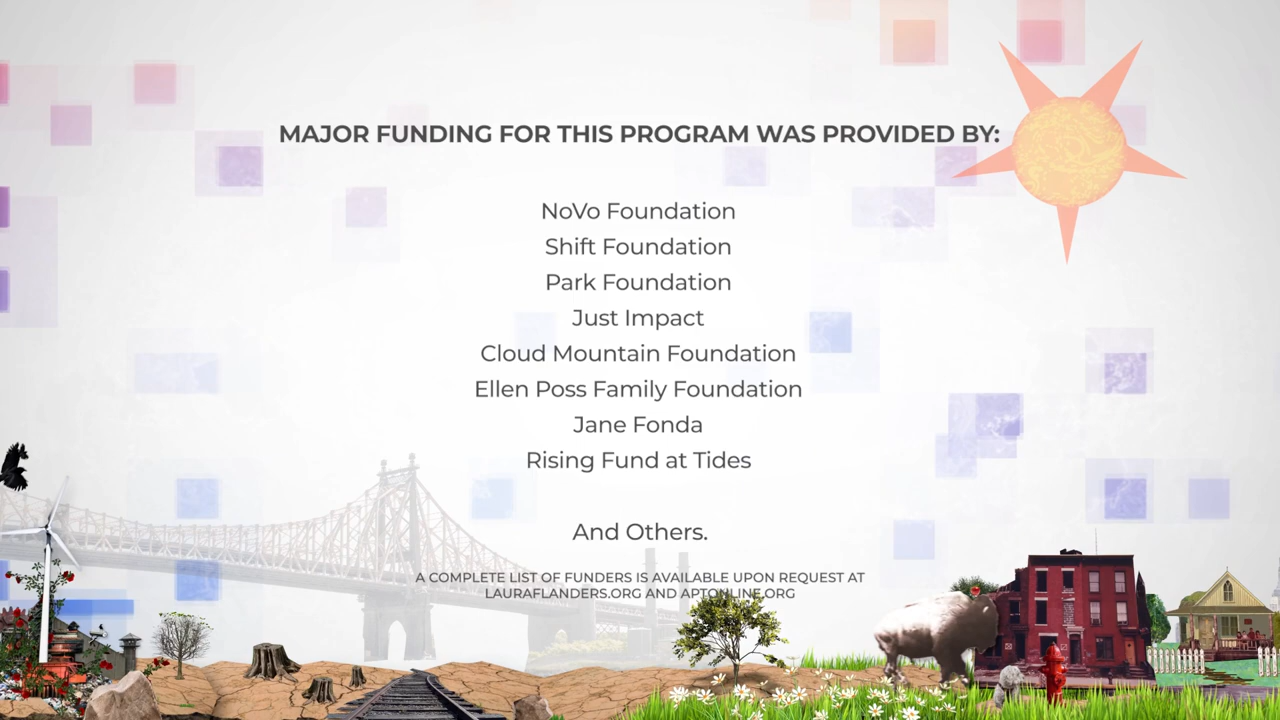 MAJOR FUNDING FOR THIS PROGRAM WAS PROVIDED BY:
NoVo Foundation
Shift Foundation
Park Foundation
Just Impact
Cloud Mountain Foundation
Ellen Poss Family Foundation
Jane Fonda
Rising Fund at Tides
And Others.
A COMPLETE LIST OF FUNDERS IS AVAILABLE UPON REQUEST AT
LAURAFLANDERS.ORG AND APTONLINE.ORG